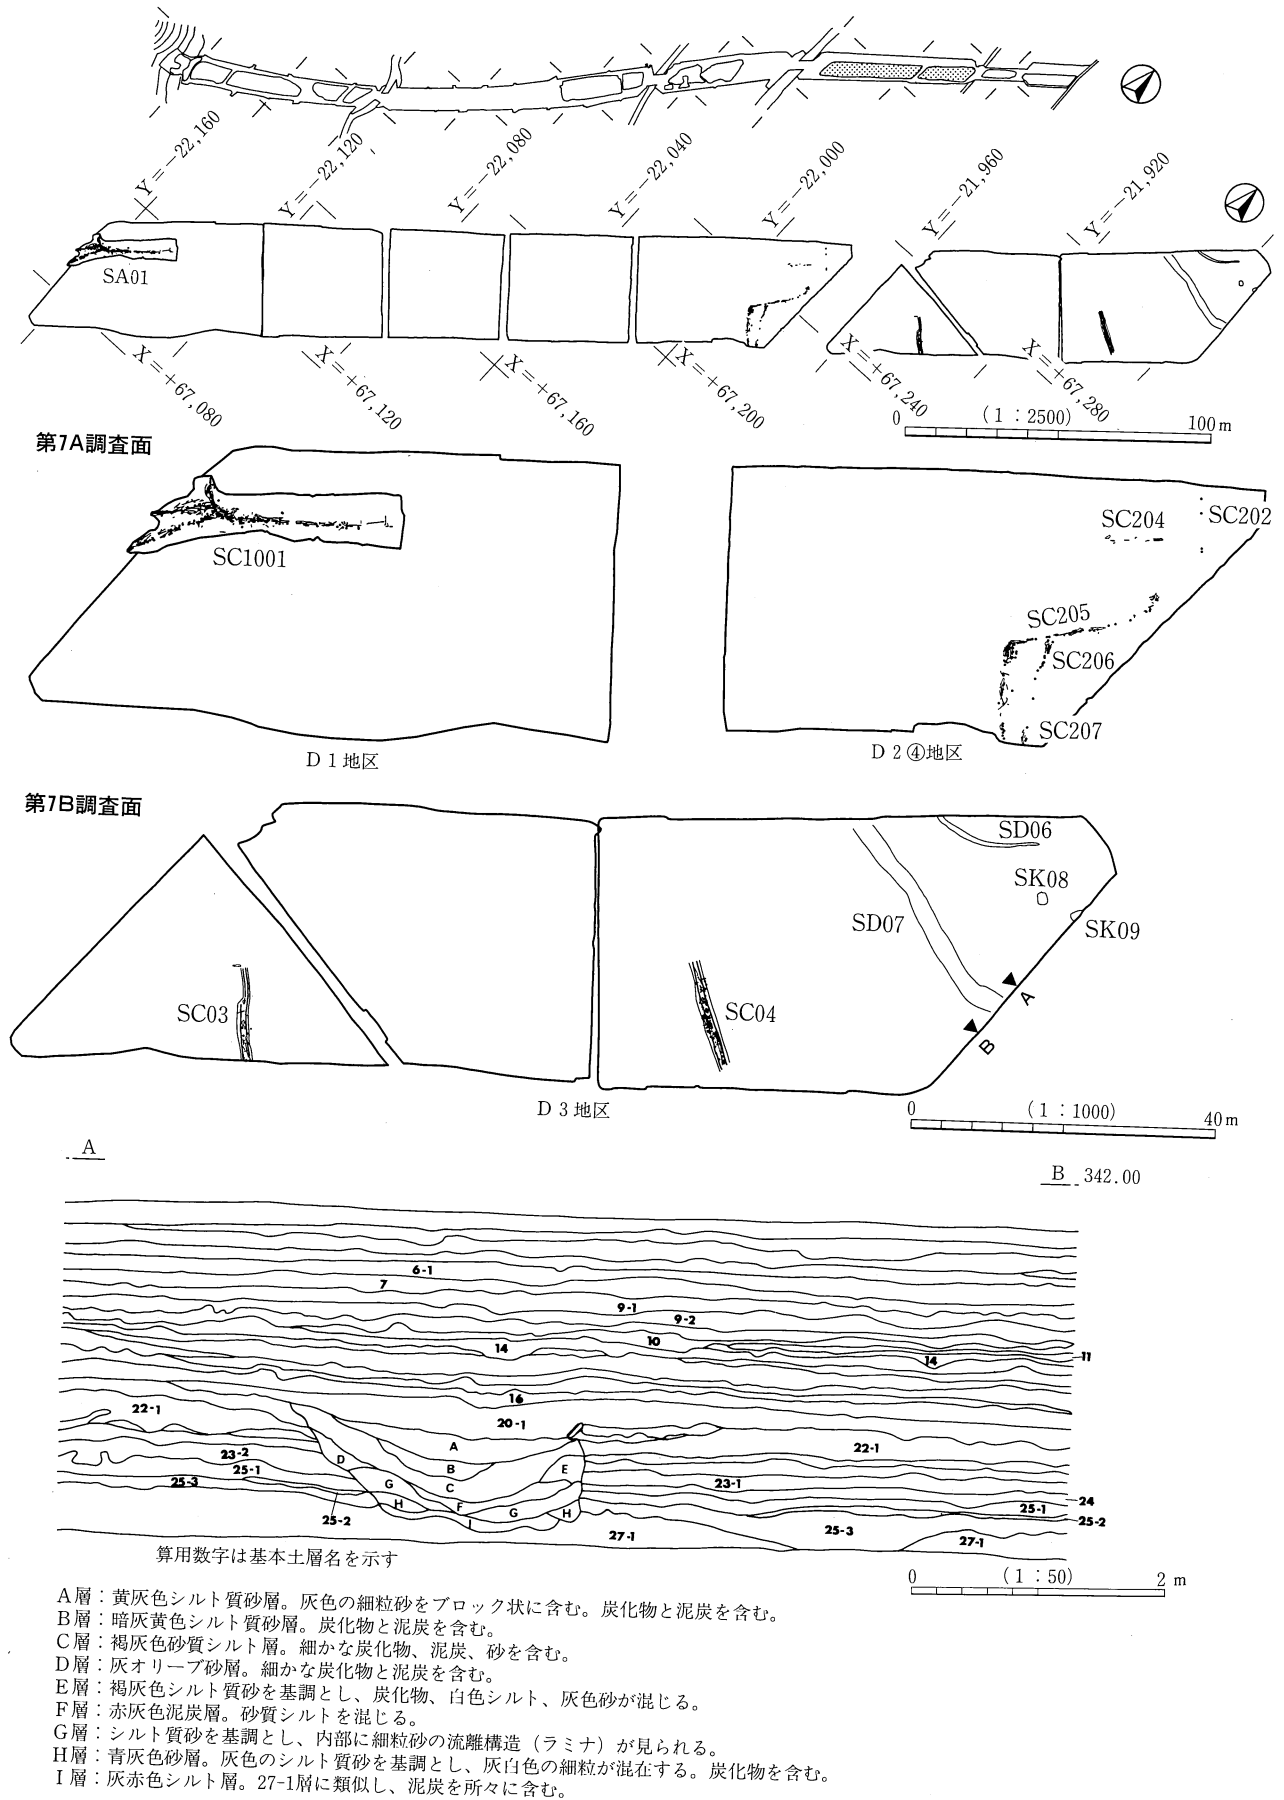 Y=-22,160
Y=-22,120
Y=-22,080
Y=-22,040
Y=-22,000
Y=-21,960
Y=-21,920
SA01
X=+67,080
X=+67,120
X=+67,160
X=+67,200
X=+67,240
X=+67,280
0 (1:2500) 100m
第7A調査面
SC1001
SC204
SC202
SC205
SC206
SC207
D1地区
D2④地区
第7B調査面
SD06
SK08
SK09
SD07
SC03
SC04
A
B
D3地区
0 (1:1000) 40m
A
B 342.00
6-1
7
9-1
9-2
10
14
14
11
16
22-1
20-1
A
22-1
23-2
D
B
E
25-1
C
23-1
25-3
G
H
F
G
H
24
25-1
25-2
25-2
I
27-1
25-3
27-1
算用数字は基本土層名を示す
0 (1:50) 2m
A層:黄灰色シルト質砂層。灰色の細粒砂をブロック状に含む。炭化物と泥炭を含む。
B層:暗灰黄色シルト質砂層。炭化物と泥炭を含む。
C層:褐灰色砂質シルト層。細かな炭化物、泥炭、砂を含む。
D層:灰オリーブ砂層。細かな炭化物と泥炭を含む。
E層:褐灰色シルト質砂を基調とし、炭化物、白色シルト、灰色砂が混じる。
F層:赤灰色泥炭層。砂質シルトを混じる。
G層:シルト質砂を基調とし、内部に細粒砂の流離構造(ラミナ)が見られる。
H層:青灰色砂層。灰色のシルト質砂を基調とし、灰白色の細粒が混在する。炭化物を含む。
I層:灰赤色シルト層。27-1層に類似し、泥炭を所々に含む。